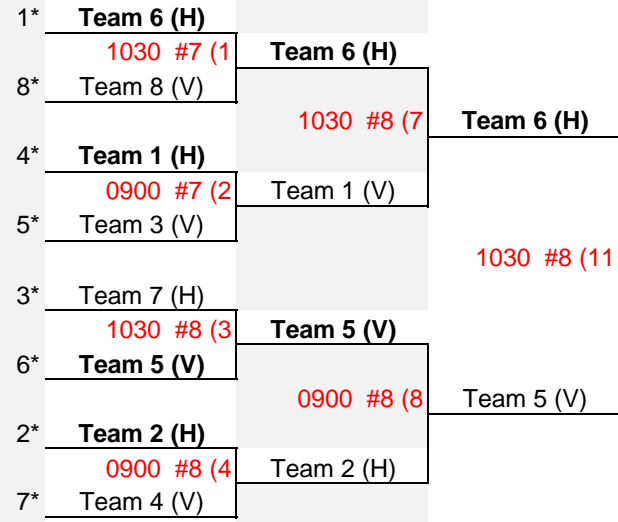 1* Team 6 (H)
1030 #7 (1 Team 6 (H)
8* Team 8 (V)
1030 #8 (7 Team 6 (H)
4* Team 1 (H)
0900 #7 (2 Team 1 (V)
5* Team 3 (V)
1030 #8 (11
3* Team 7 (H)
1030 #8 (3 Team 5 (V)
6* Team 5 (V)
0900 #8 (8 Team 5 (V)
2* Team 2 (H)
0900 #8 (4 Team 2 (H)
7* Team 4 (V)